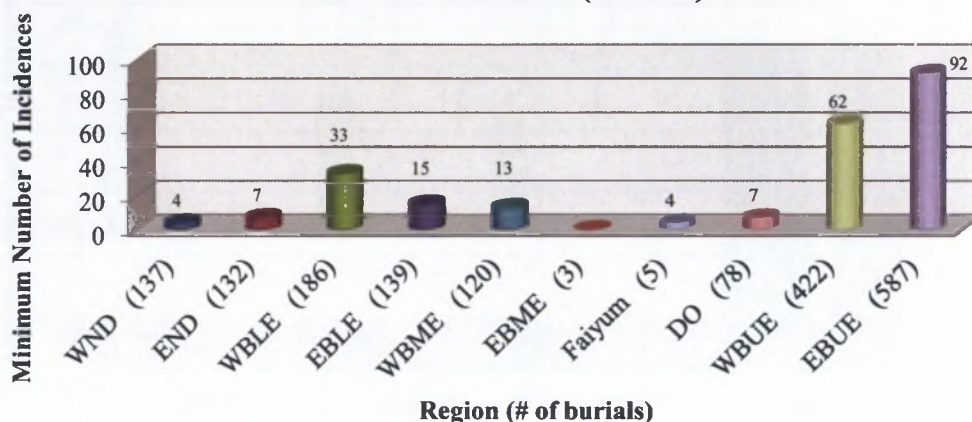 Minimum Number of Incidences
100
80
60
40
20
0
4
7
33
15
13
4
7
62
92
WND (137)
END (132)
WBLE (186)
EBLE (139)
WBME (120)
EBME (3)
Faiyum (5)
DO (78)
WBUE (422)
EBUE (587)
Region (# of burials)